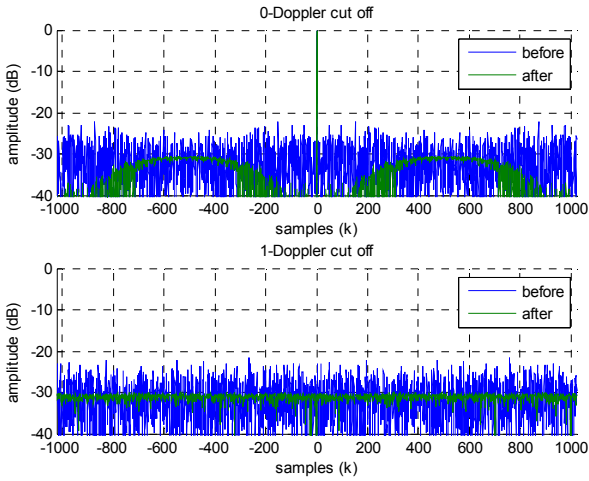 0-Doppler cut off
amplitude (dB)
0
-10
-20
-30
-40
before
after
-1000 -800 -600 -400 -200 0 200 400 600 800 1000
samples (k)
1-Doppler cut off
amplitude (dB)
0
-10
-20
-30
-40
before
after
-1000 -800 -600 -400 -200 0 200 400 600 800 1000
samples (k)